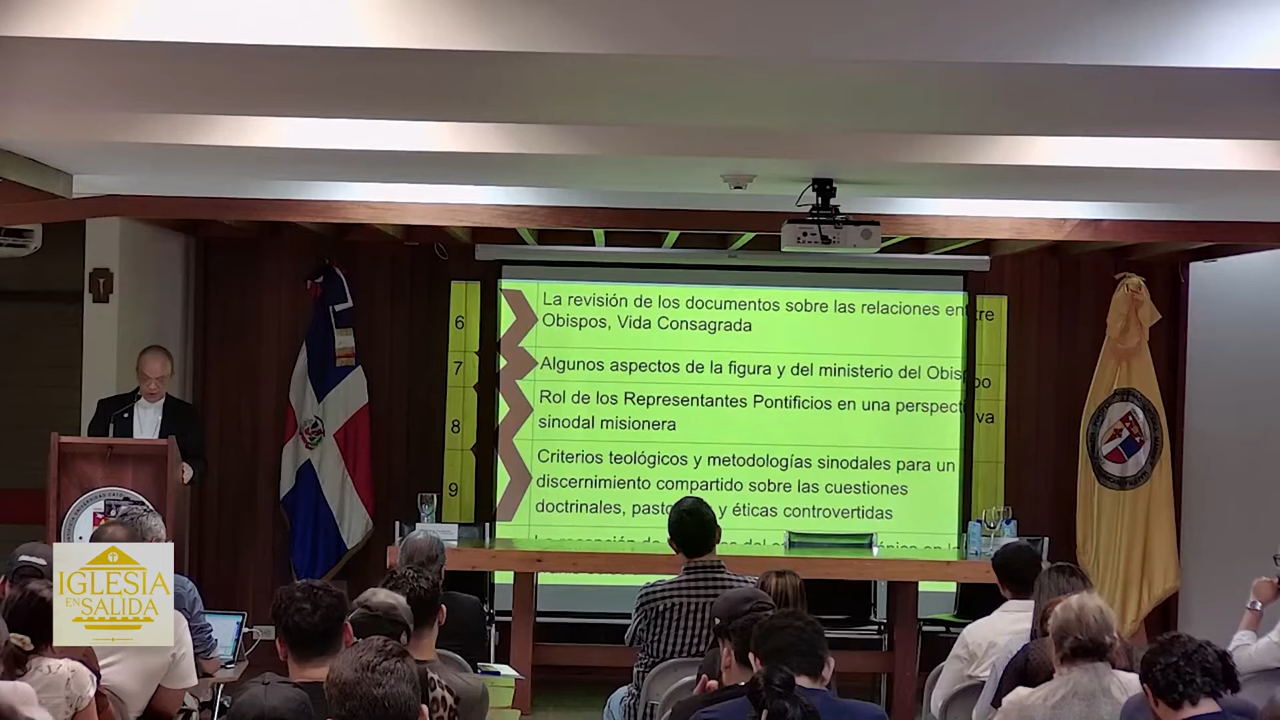 6
La revisión de los documentos sobre las relaciones entre
Obispos, Vida Consagrada
7
Algunos aspectos de la figura y del ministerio del Obispo
8
Rol de los Representantes Pontificios en una perspectiva
sinodal misionera
9
Criterios teológicos y metodologías sinodales para un
discernimiento compartido sobre las cuestiones
doctrinales, y éticas controvertidas
IGLESIA
EN SALIDA